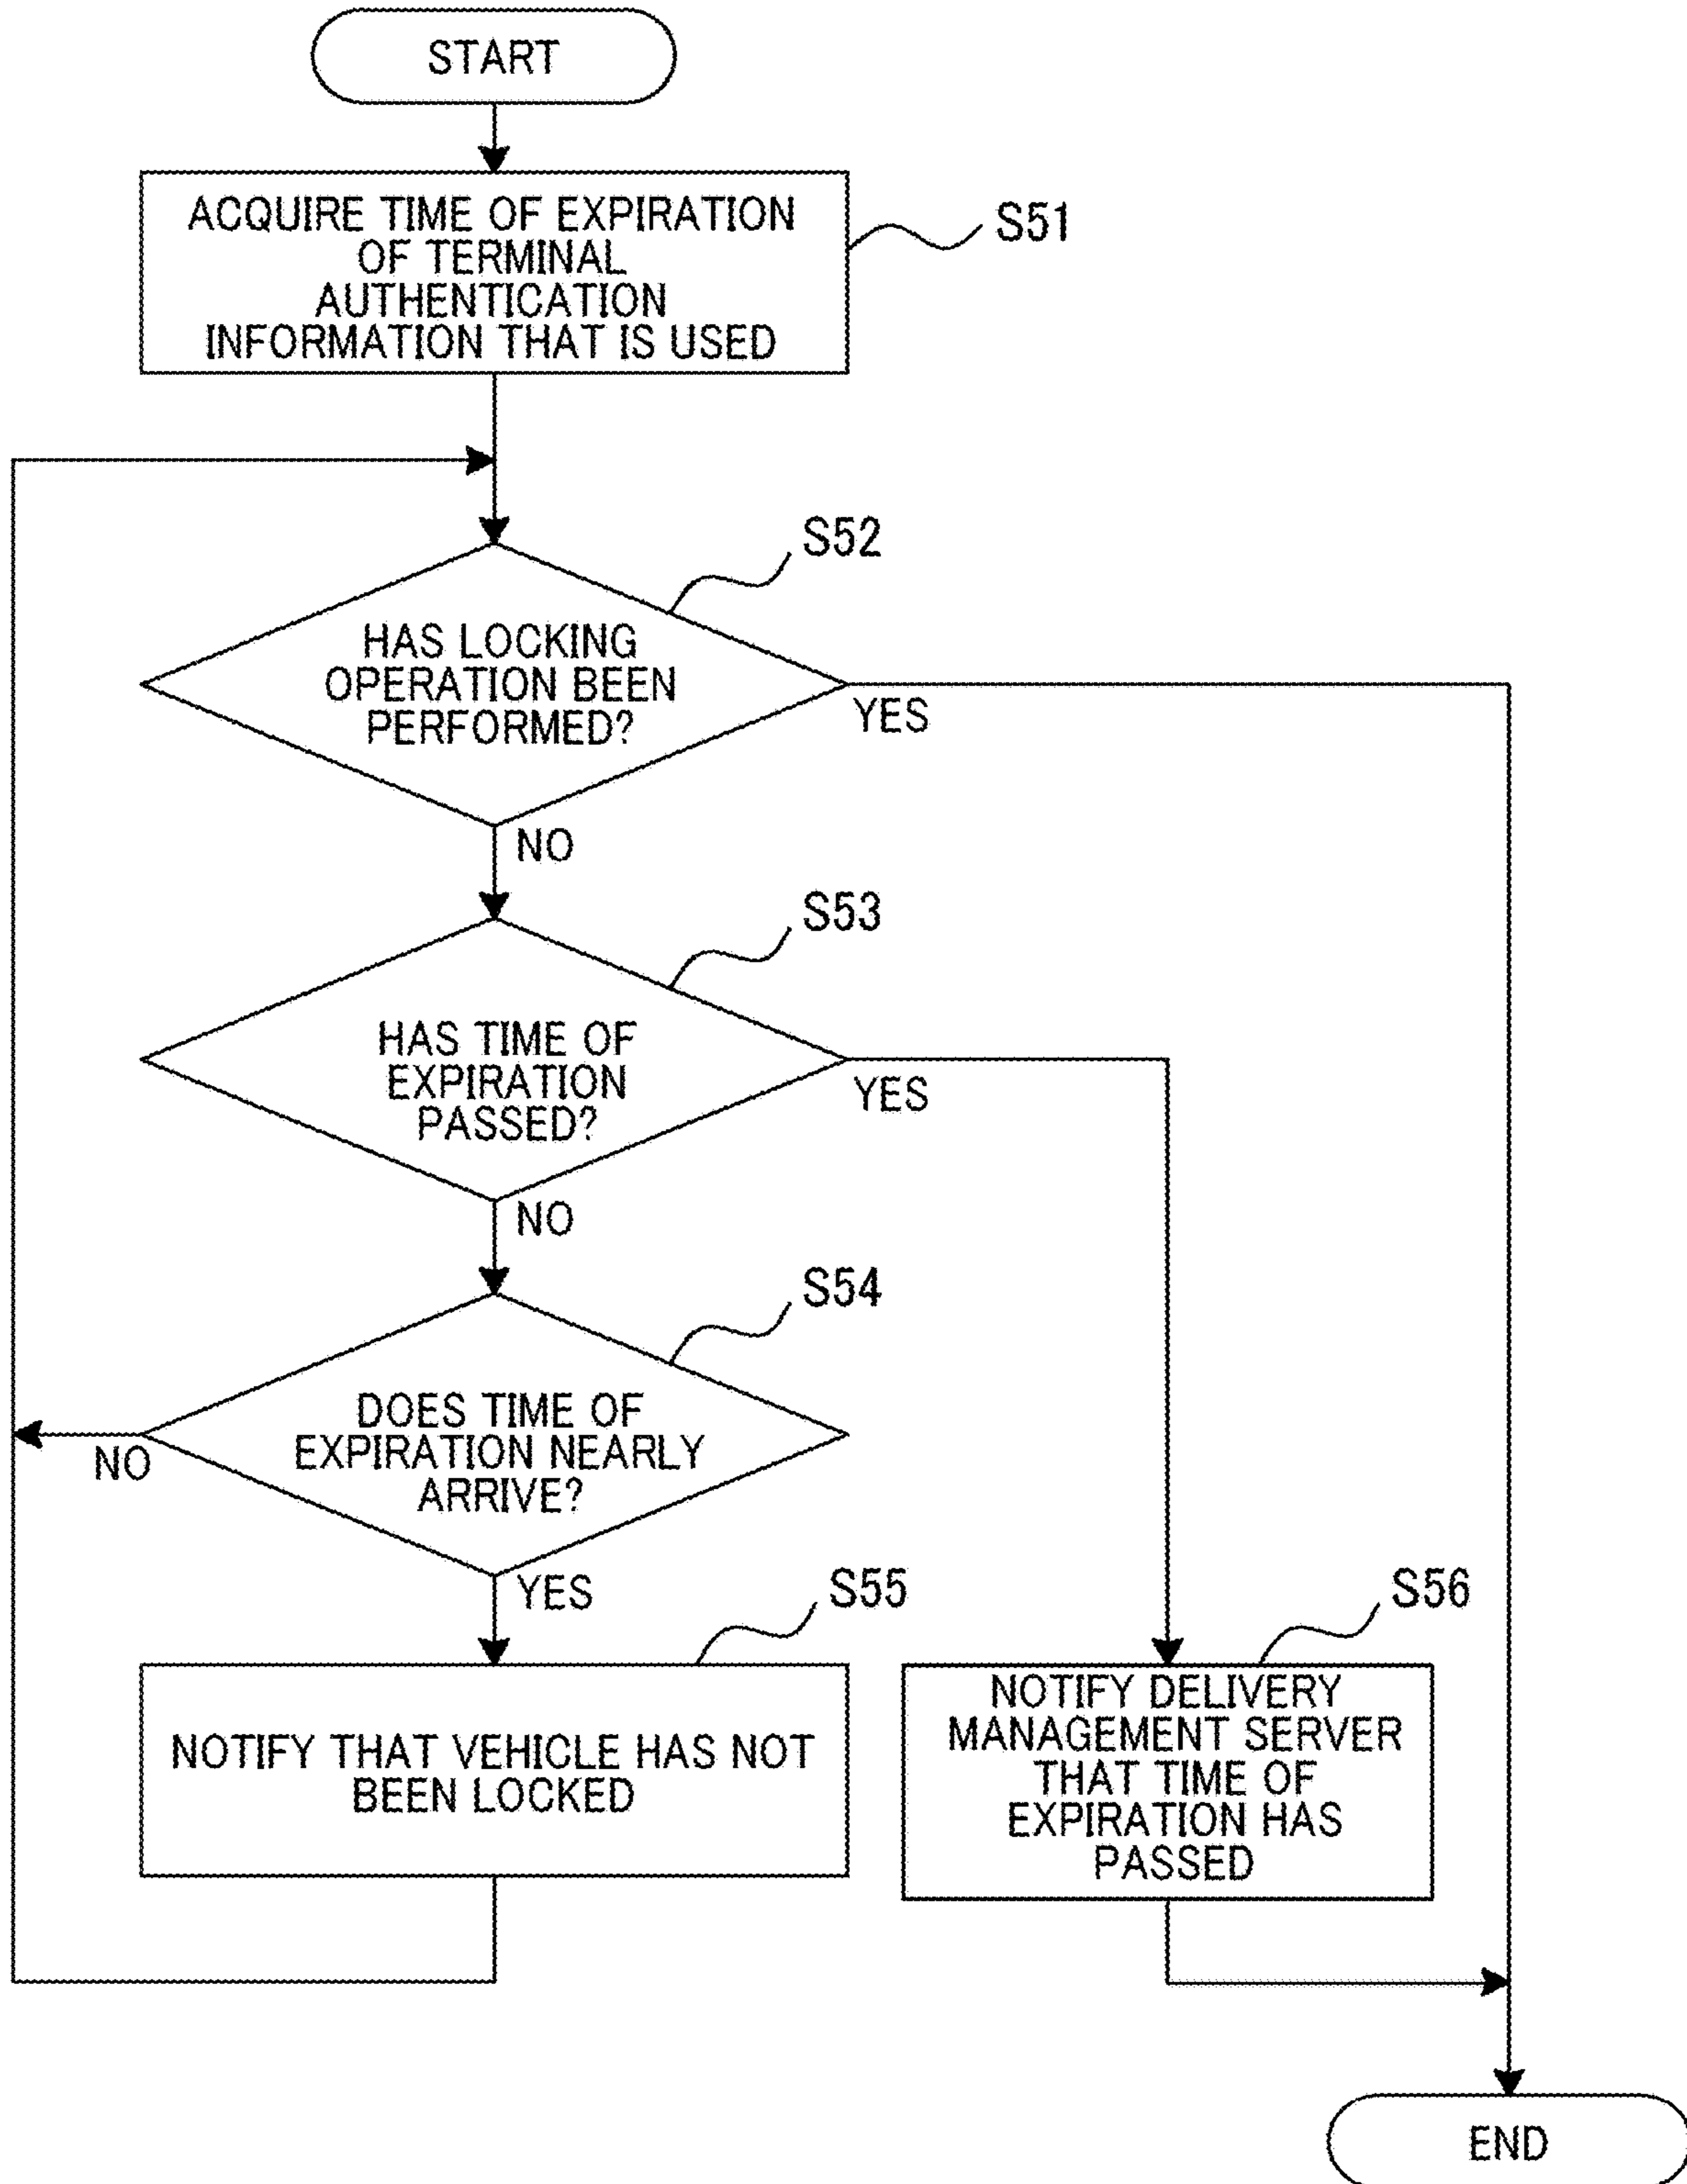 START
ACQUIRE TIME OF EXPIRATION
OF TERMINAL
AUTHENTICATION
INFORMATION THAT IS USED
S51
S52
HAS LOCKING
OPERATION BEEN
PERFORMED?
YES
NO
S53
HAS TIME OF
EXPIRATION
PASSED?
YES
NO
S54
DOES TIME OF
EXPIRATION NEARLY
ARRIVE?
NO
YES
S55
NOTIFY THAT VEHICLE HAS NOT
BEEN LOCKED
S56
NOTIFY DELIVERY
MANAGEMENT SERVER
THAT TIME OF
EXPIRATION HAS
PASSED
END